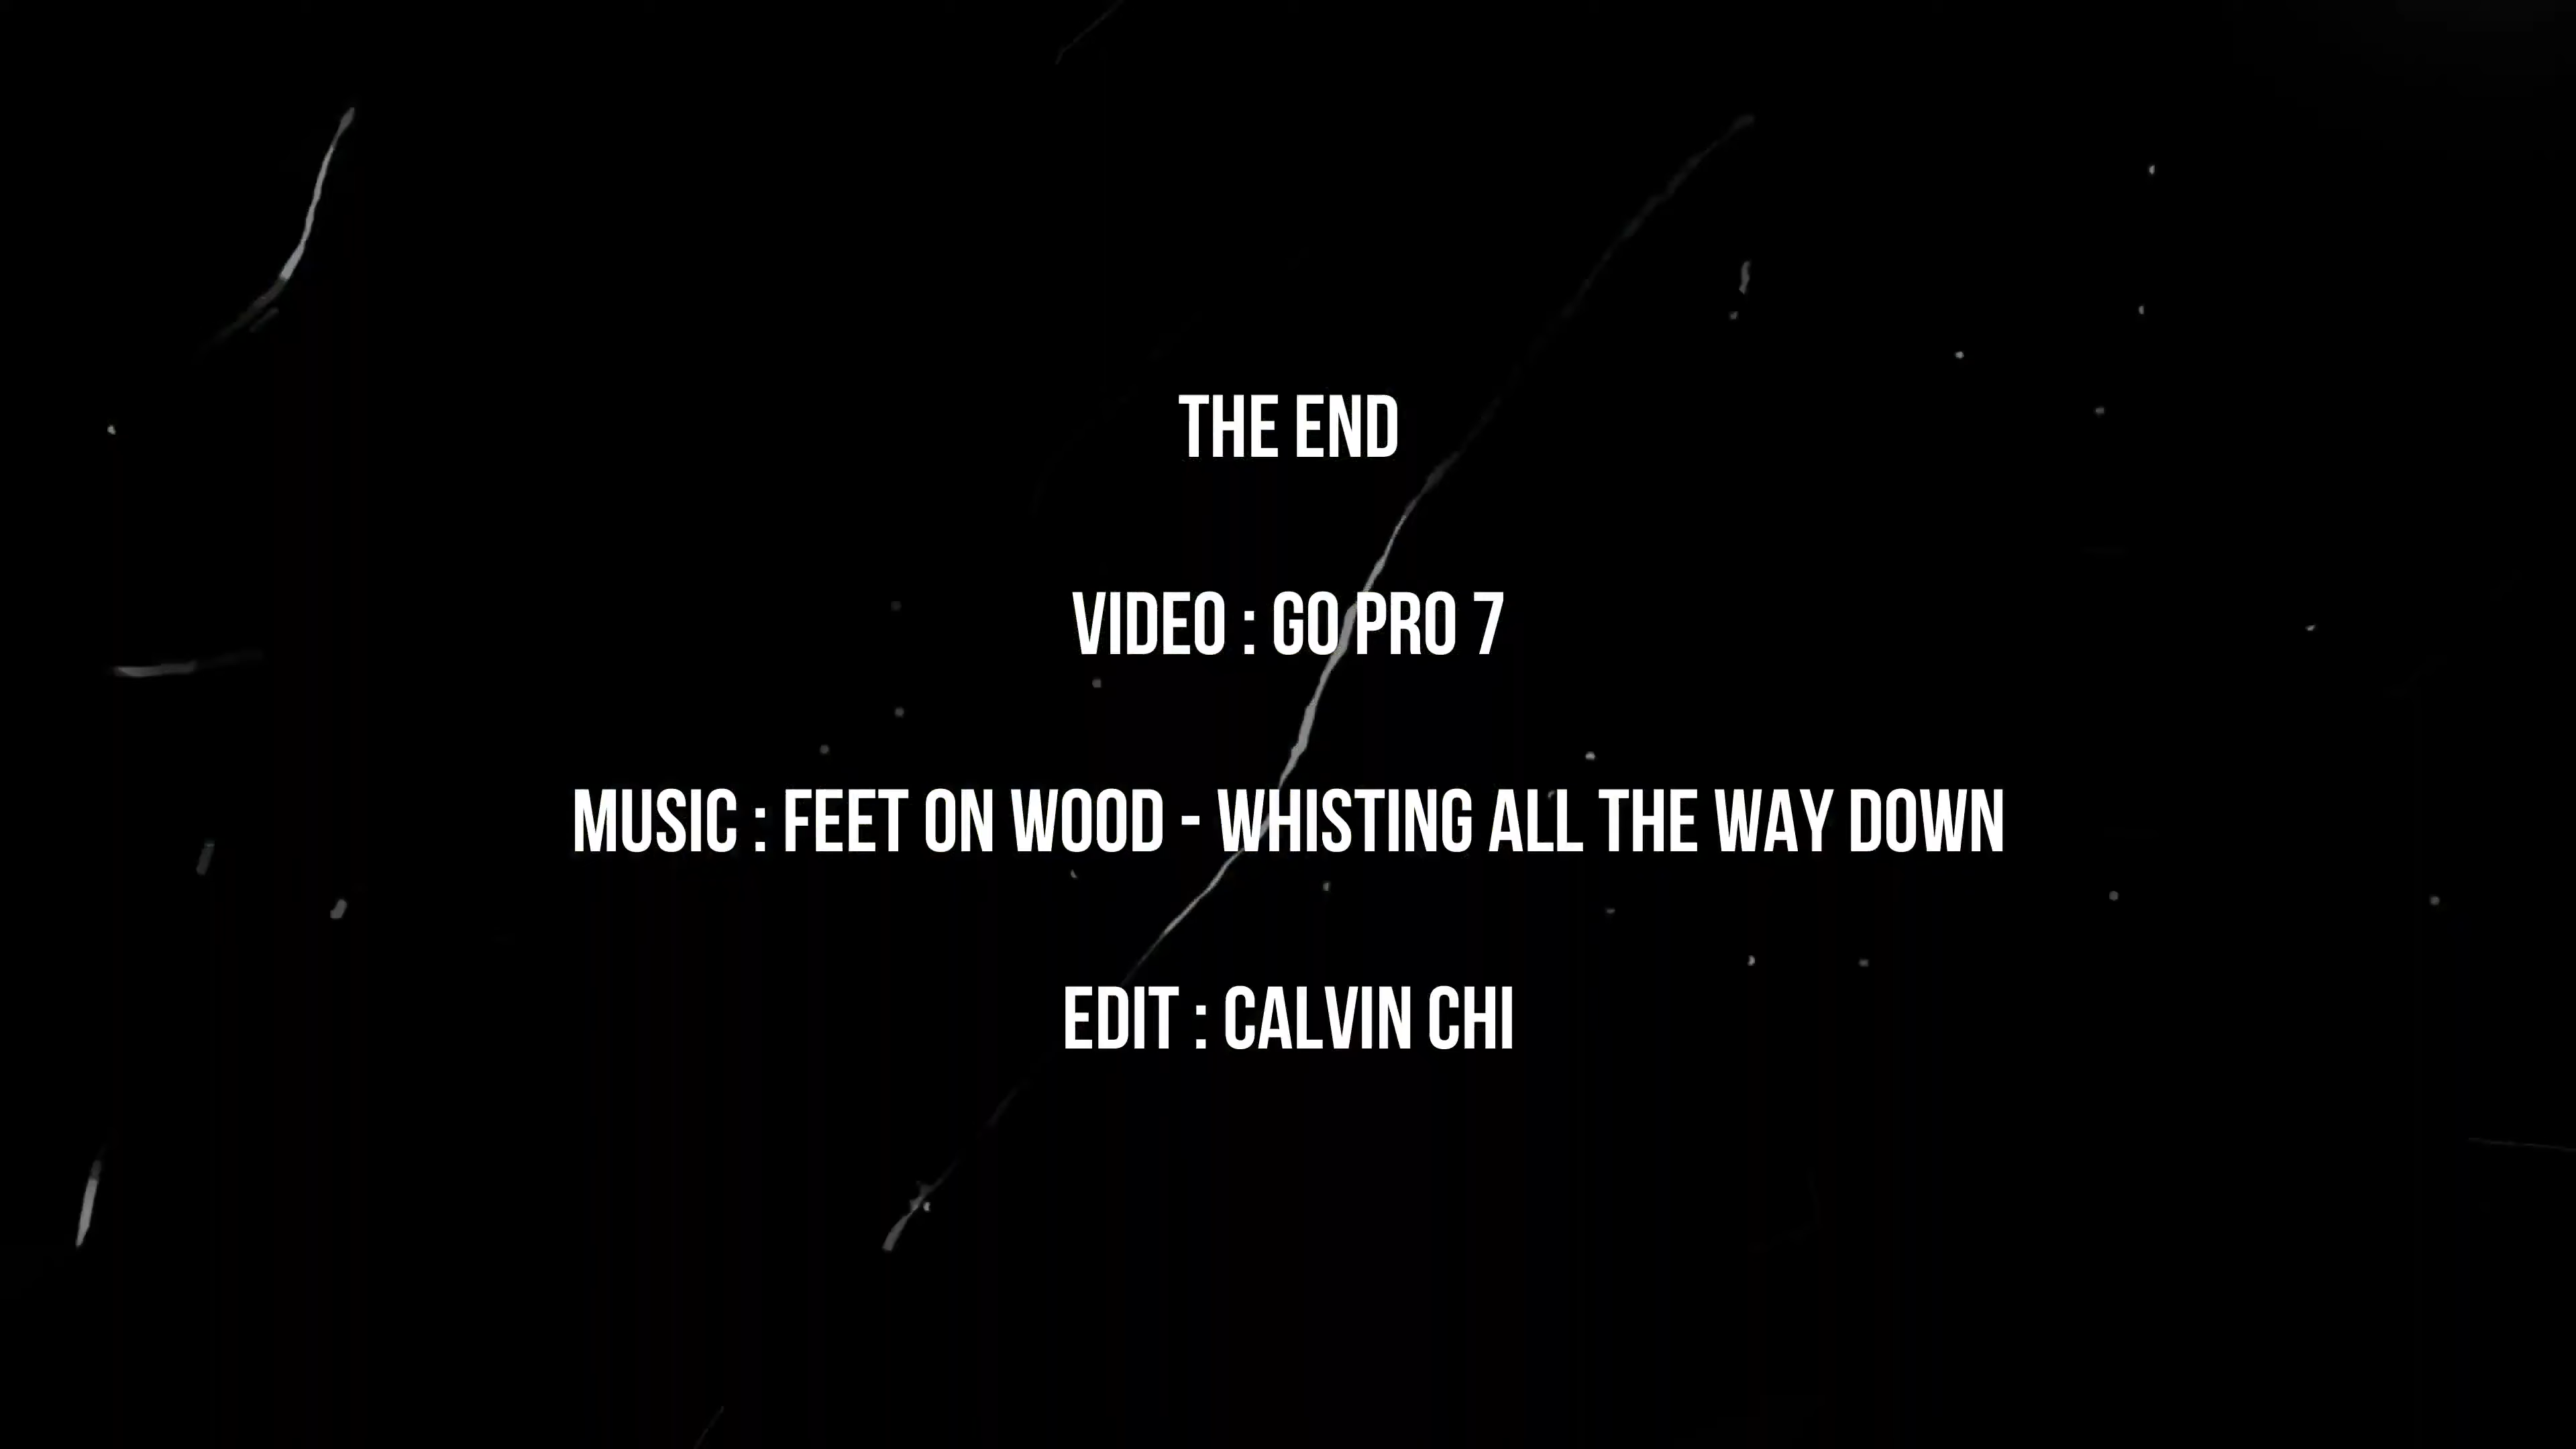 THE END
VIDEO : GO PRO 7
MUSIC : FEET ON WOOD - WHISTING ALL THE WAY DOWN
EDIT : CALVIN CHI